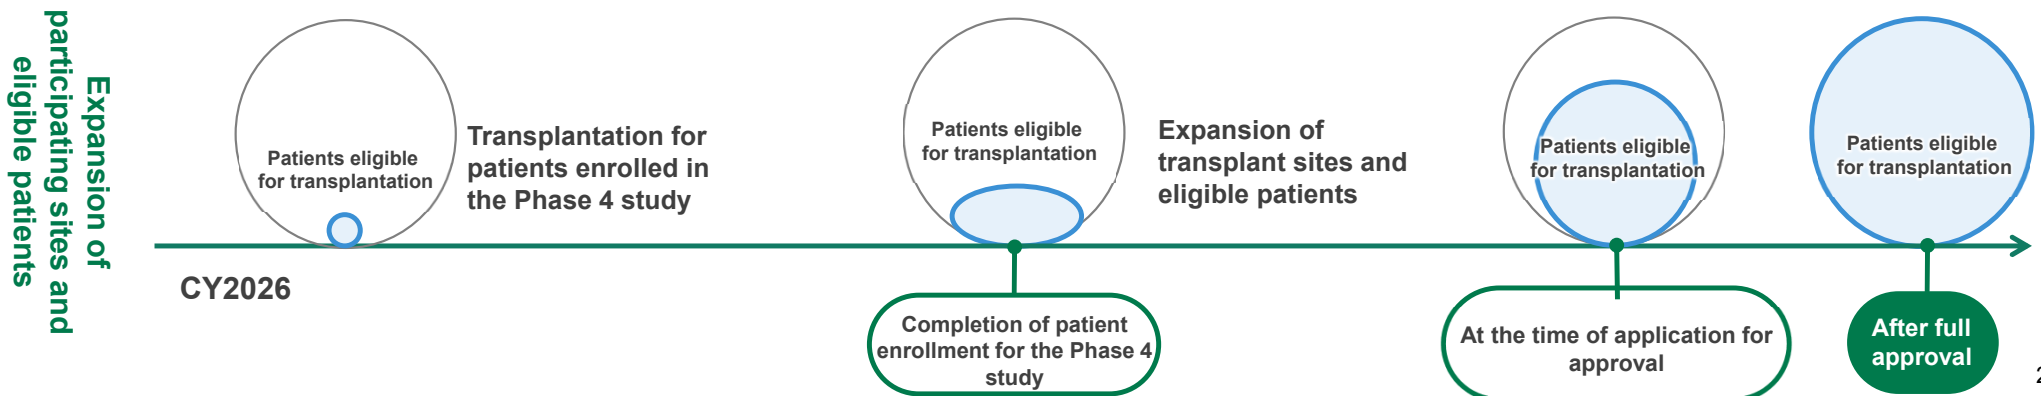 Expansion of
participating sites and
eligible patients
Patients eligible
for transplantation
Transplantation for
patients enrolled in
the Phase 4 study
Patients eligible
for transplantation
Expansion of
transplant sites and
eligible patients
Patients eligible
for transplantation
Patients eligible
for transplantation
CY2026
Completion of patient
enrollment for the Phase 4
study
At the time of application for
approval
After full
approval